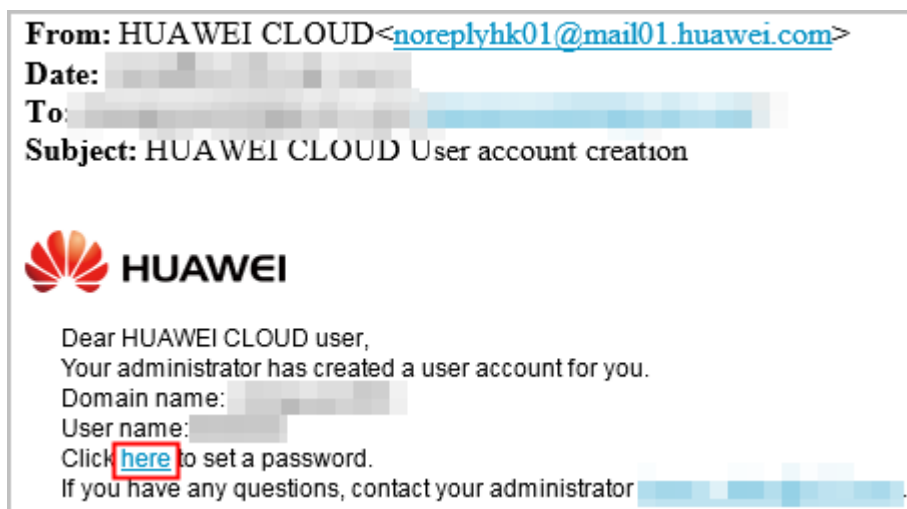 From: HUAWEI CLOUD<noreplyhk01@mail01.huawei.com>
Date:
To:
Subject: HUAWEI CLOUD User account creation
HUAWEI
Dear HUAWEI CLOUD user,
Your administrator has created a user account for you.
Domain name:
User name:
Click here to set a password.
If you have any questions, contact your administrator .